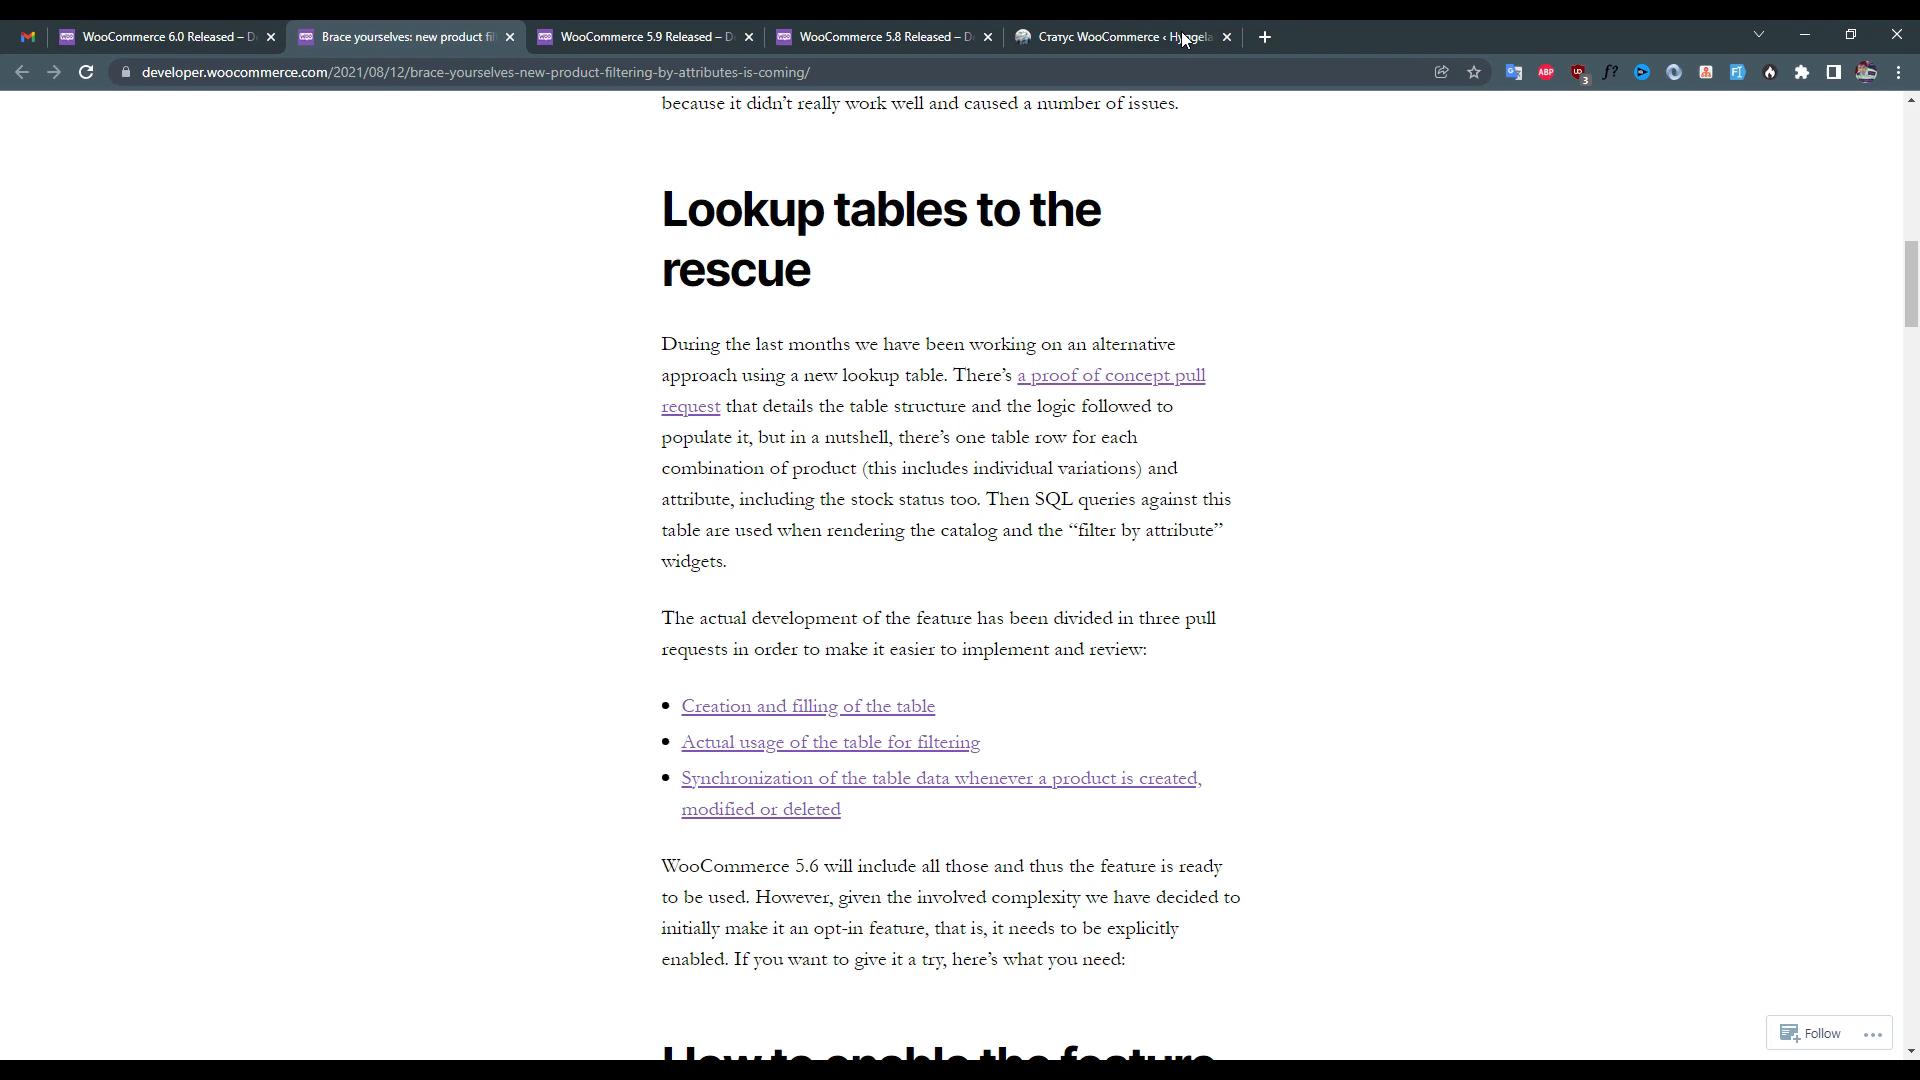 WooCommerce 6.0 Released – D
Brace yourselves: new product fil
WooCommerce 5.9 Released – D
WooCommerce 5.8 Released – D
Статус WooCommerce ‹
developer.woocommerce.com/2021/08/12/brace-yourselves-new-product-filtering-by-attributes-is-coming/
ABP
3
f?
because it didn’t really work well and caused a number of issues.
Lookup tables to the
rescue
During the last months we have been working on an alternative
approach using a new lookup table. There’s a proof of concept pull
request that details the table structure and the logic followed to
populate it, but in a nutshell, there’s one table row for each
combination of product (this includes individual variations) and
attribute, including the stock status too. Then SQL queries against this
table are used when rendering the catalog and the “filter by attribute”
widgets.
The actual development of the feature has been divided in three pull
requests in order to make it easier to implement and review:
Creation and filling of the table
Actual usage of the table for filtering
Synchronization of the table data whenever a product is created,
modified or deleted
WooCommerce 5.6 will include all those and thus the feature is ready
to be used. However, given the involved complexity we have decided to
initially make it an opt-in feature, that is, it needs to be explicitly
enabled. If you want to give it a try, here’s what you need:
How to enable the feature
Follow